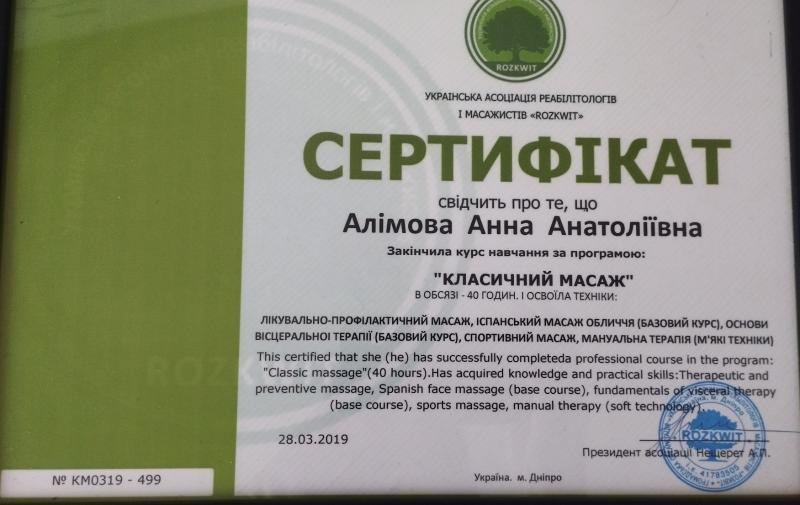 ROZKWIT
УКРАЇНСЬКА АСОЦІАЦІЯ РЕАБІЛІТОЛОГІВ
І МАСАЖИСТІВ «ROZKWIT»
СЕРТИФІКАТ
свідчить про те, що
Алімова Анна Анатоліївна
Закінчила курс навчання за програмою:
"КЛАСИЧНИЙ МАСАЖ"
В ОБСЯЗІ - 40 ГОДИН. І ОСВОЇЛА ТЕХНІКИ:
ЛІКУВАЛЬНО-ПРОФІЛАКТИЧНИЙ МАСАЖ, ІСПАНСЬКИЙ МАСАЖ ОБЛИЧЧЯ (БАЗОВИЙ КУРС), ОСНОВИ
ВІСЦЕРАЛЬНОЇ ТЕРАПІЇ (БАЗОВИЙ КУРС), СПОРТИВНИЙ МАСАЖ, МАНУАЛЬНА ТЕРАПІЯ (М'ЯКІ ТЕХНІКИ)
This certified that she (he) has successfully completeda professional course in the program:
"Classic massage"(40 hours).Has acquired knowledge and practical skills:Therapeutic and
preventive massage, Spanish face massage (base course), fundamentals of visceral therapy
(base course), sports massage, manual therapy (soft technology).
28.03.2019
ROZKWIT
41783505
Президент асоціації Нещерет А.П.
№ КМ0319 - 499
Україна. м. Дніпро